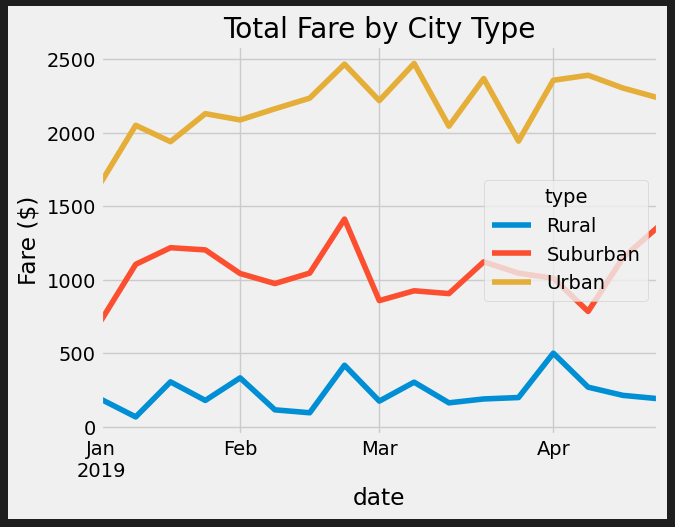 Total Fare by City Type
Fare ($)
2500
2000
1500
1000
500
0
type
Rural
Suburban
Urban
Jan
2019
Feb
Mar
Apr
date